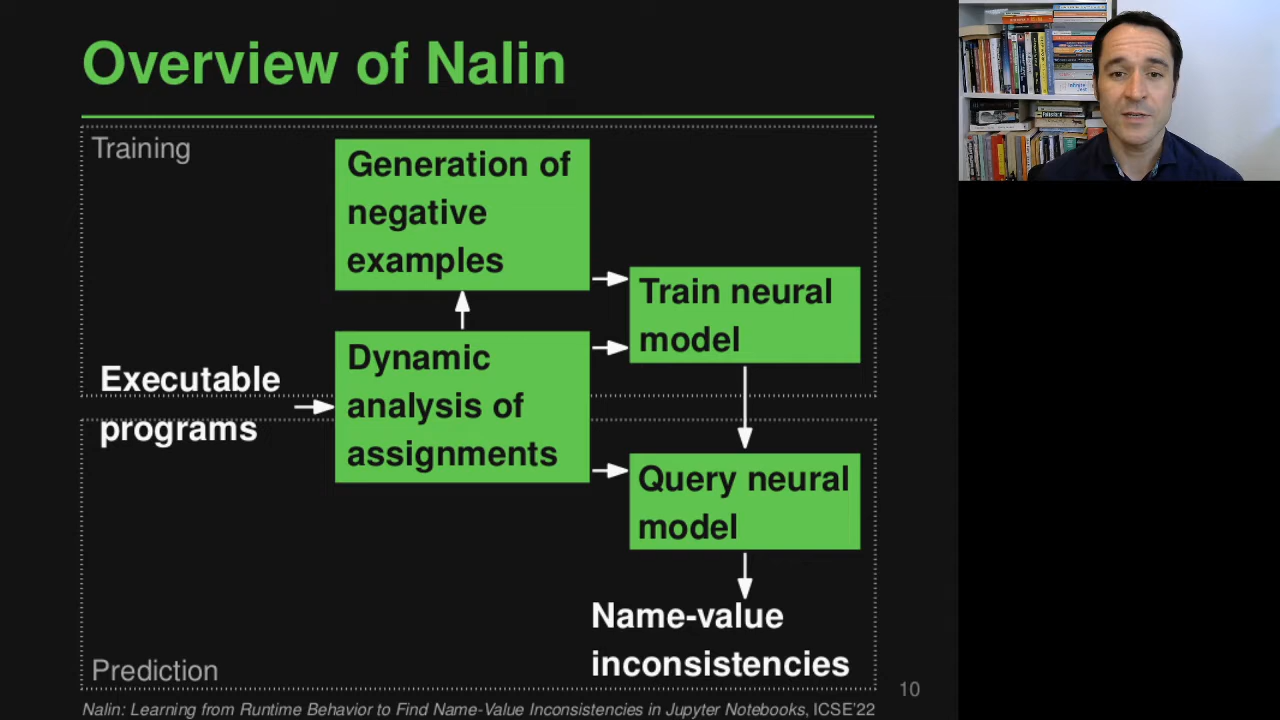 Overview of Nalin
Training
Generation of
negative
examples
Train neural
model
Dynamic
analysis of
assignments
Executable
programs
Query neural
model
Name-value
inconsistencies
Prediction
10
Nalin: Learning from Runtime Behavior to Find Name-Value Inconsistencies in Jupyter Notebooks, ICSE'22